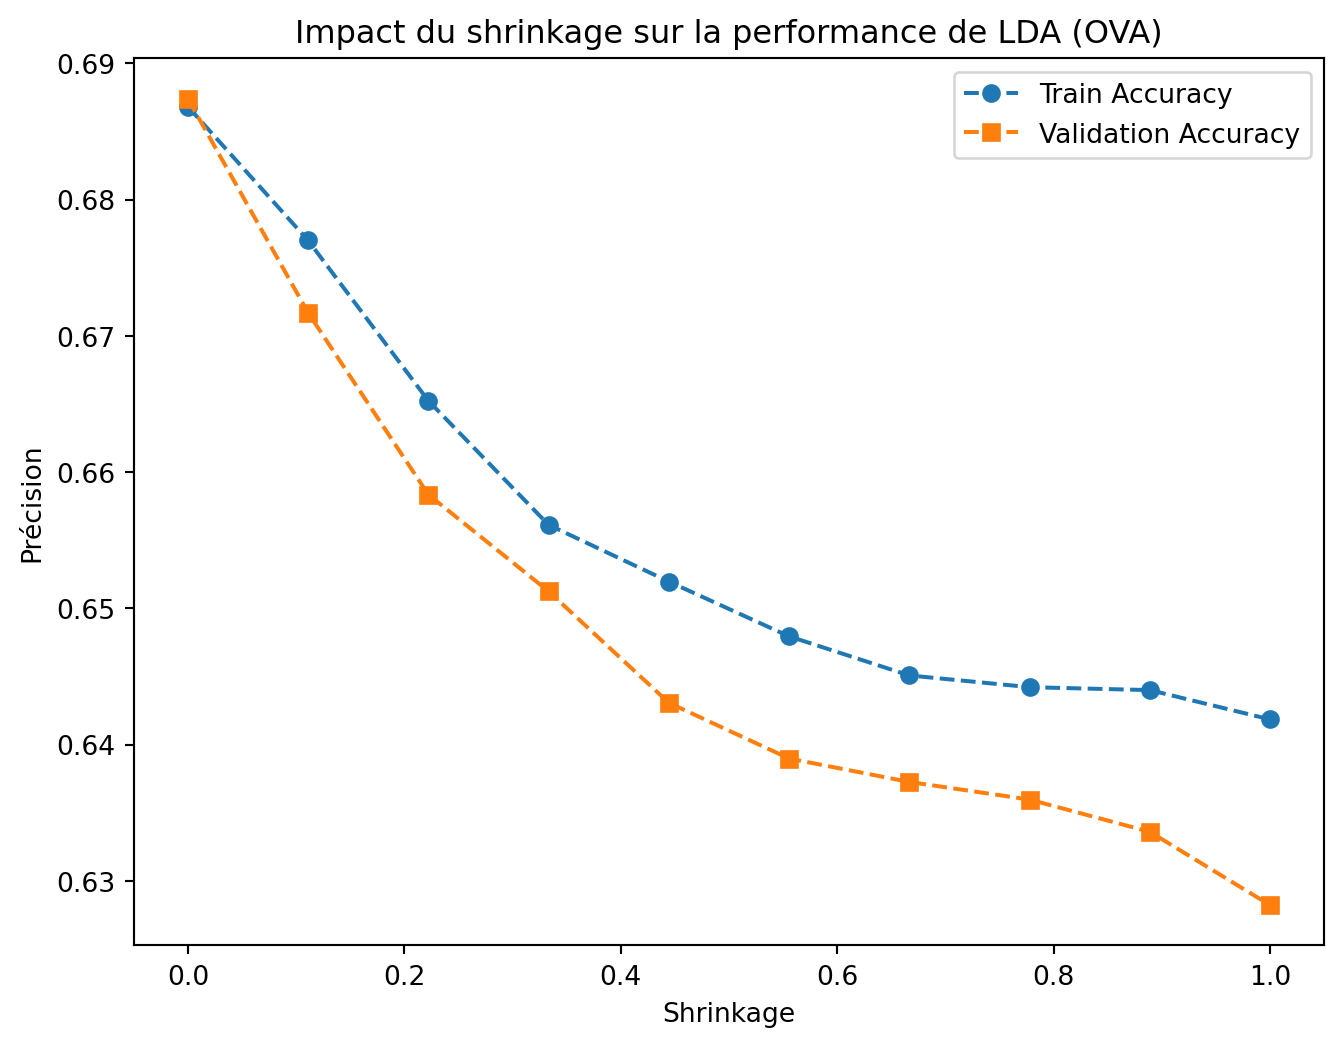 Impact du shrinkage sur la performance de LDA (OVA)
Train Accuracy
Validation Accuracy
Précision
0.69
0.68
0.67
0.66
0.65
0.64
0.63
0.0 0.2 0.4 0.6 0.8 1.0
Shrinkage